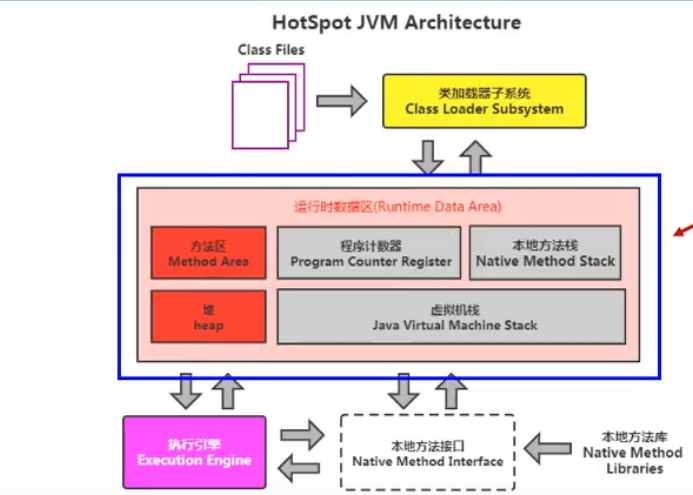 HotSpot JVM Architecture
Class Files
类加载器子系统
Class Loader Subsystem
运行时数据区(Runtime Data Area)
方法区
Method Area
程序计数器
Program Counter Register
本地方法栈
Native Method Stack
堆
heap
虚拟机栈
Java Virtual Machine Stack
执行引擎
Execution Engine
本地方法接口
Native Method Interface
本地方法库
Native Method
Libraries